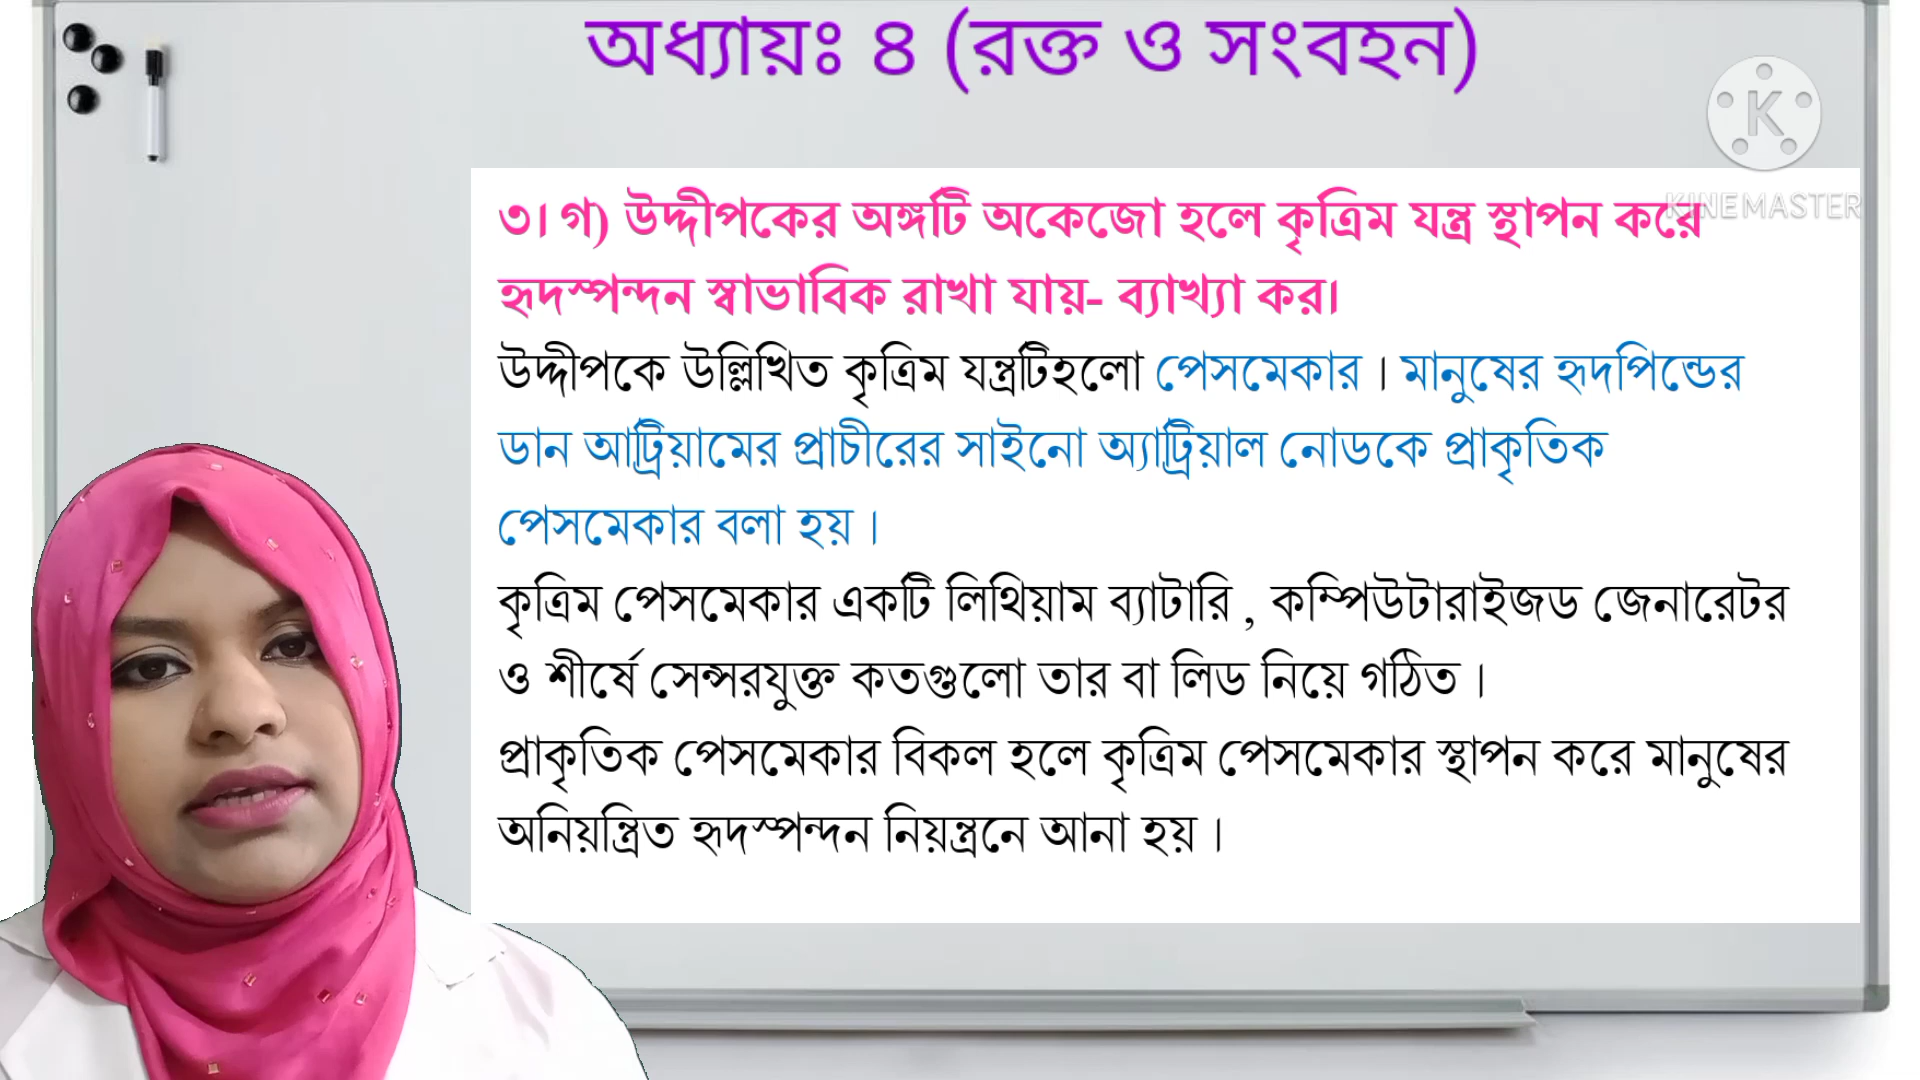 অধ্যায়ঃ ৪ (রক্ত ও সংবহন)
K
KINEMASTER
৩। গ) উদ্দীপকের অঙ্গটি অকেজো হলে কৃত্রিম যন্ত্র স্থাপন করে
হৃদস্পন্দন স্বাভাবিক রাখা যায়- ব্যাখ্যা কর।
উদ্দীপকে উল্লিখিত কৃত্রিম যন্ত্রটিহলো পেসমেকার । মানুষের হৃদপিন্ডের
ডান আট্রিয়ামের প্রাচীরের সাইনো অ্যাট্রিয়াল নোডকে প্রাকৃতিক
পেসমেকার বলা হয় ।
কৃত্রিম পেসমেকার একটি লিথিয়াম ব্যাটারি , কম্পিউটারাইজড জেনারেটর
ও শীর্ষে সেন্সরযুক্ত কতগুলো তার বা লিড নিয়ে গঠিত ।
প্রাকৃতিক পেসমেকার বিকল হলে কৃত্রিম পেসমেকার স্থাপন করে মানুষের
অনিয়ন্ত্রিত হৃদস্পন্দন নিয়ন্ত্রনে আনা হয় ।